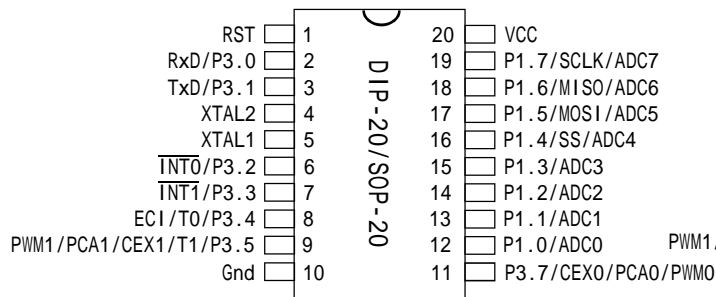 RST 1 20 VCC
RxD/P3.0 2 19 P1.7/SCLK/ADC7
TxD/P3.1 3 18 P1.6/MISO/ADC6
XTAL2 4 17 P1.5/MOSI/ADC5
XTAL1 5 16 P1.4/SS/ADC4
INT0/P3.2 6 15 P1.3/ADC3
INT1/P3.3 7 14 P1.2/ADC2
ECI/T0/P3.4 8 13 P1.1/ADC1
PWM1/PCA1/CEX1/T1/P3.5 9 12 P1.0/ADC0 PWM1/
Gnd 10 11 P3.7/CEX0/PCA0/PWM0
DIP-20/SOP-20